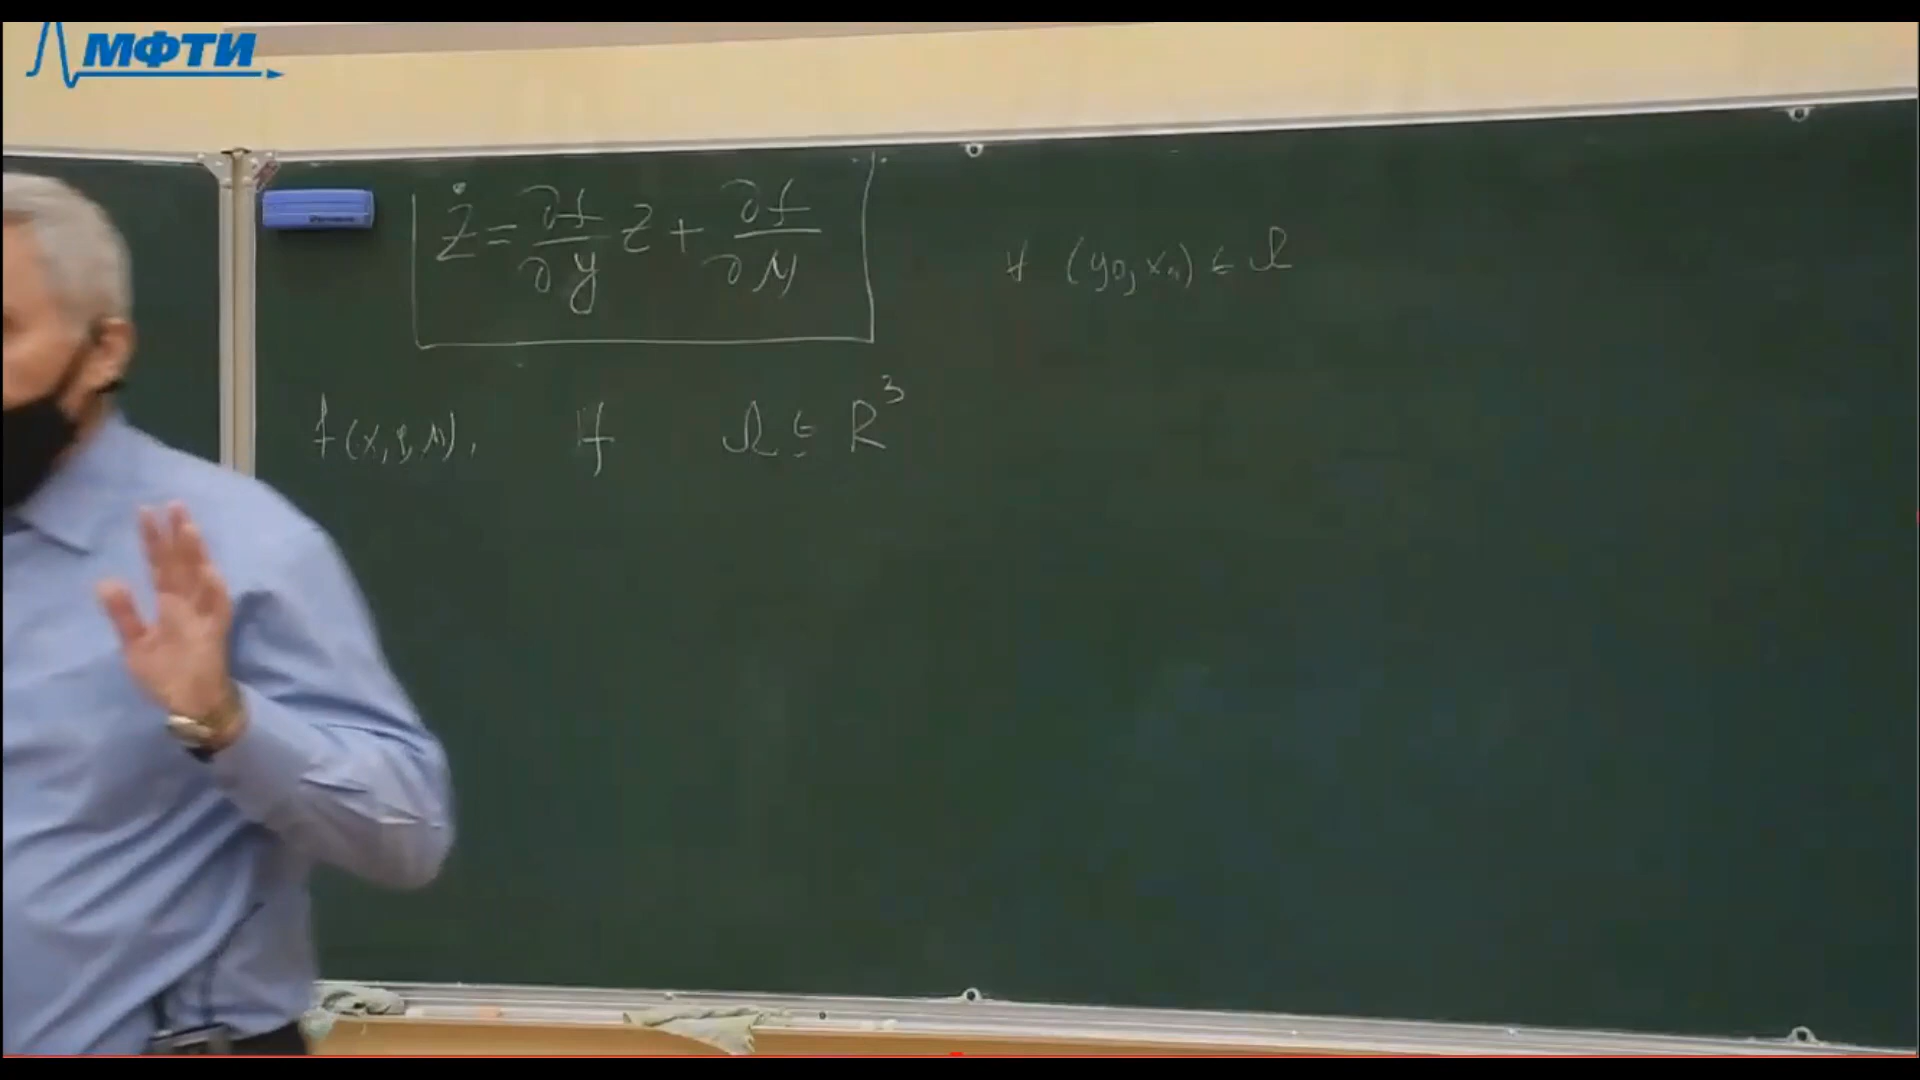 МФТИ
ż = ∂f/∂y z + ∂f/∂μ
∀ (y₀, x₀) ∈ Ω
f(x, y, μ), f Ω ⊆ R³